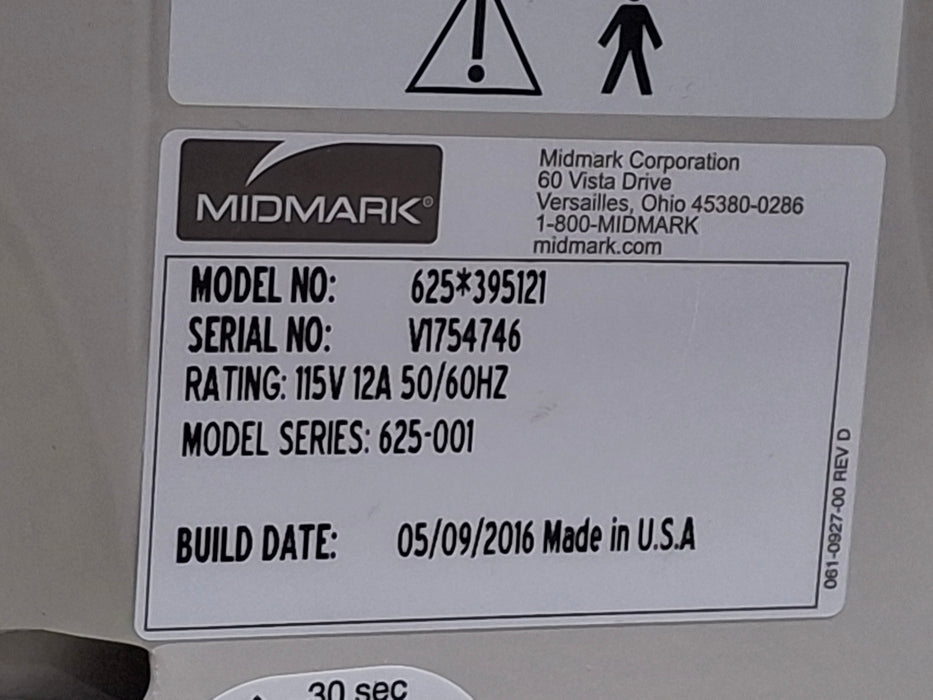 MIDMARK®
Midmark Corporation
60 Vista Drive
Versailles, Ohio 45380-0286
1-800-MIDMARK
midmark.com
MODEL NO: 625*395121
SERIAL NO: V1754746
RATING: 115V 12A 50/60HZ
MODEL SERIES: 625-001
BUILD DATE: 05/09/2016 Made in U.S.A
061-0927-00 REV D
30 sec